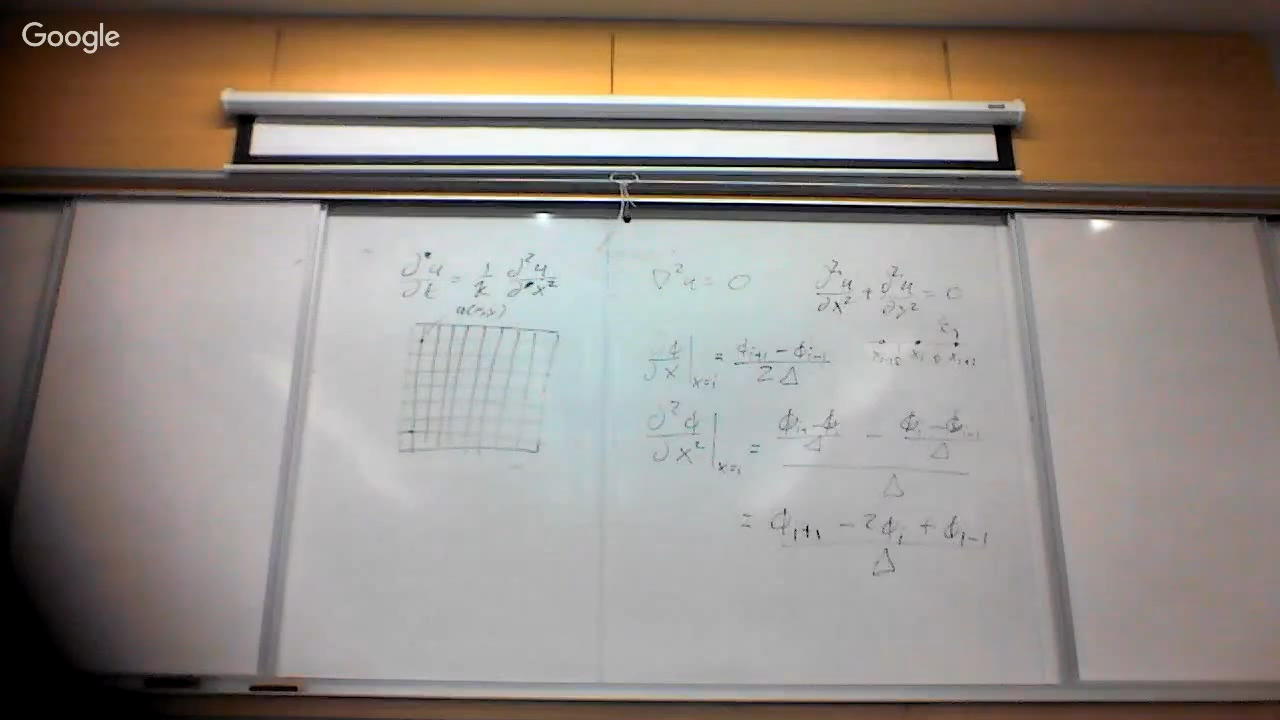 Google
∂u/∂t = 1/k ∂²u/∂x²
∇²u = 0
∂²u/∂x² + ∂²u/∂y² = 0
∂ϕ/∂x |x=i = (ϕi+1 − ϕi−1) / 2Δ
∂²ϕ/∂x² |x=i = ((ϕi+1 − ϕi)/Δ − (ϕi − ϕi−1)/Δ) / Δ
= (ϕi+1 − 2ϕi + ϕi−1) / Δ